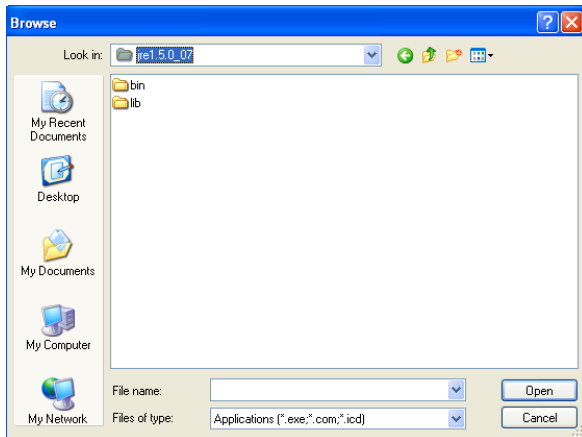 Browse
Look in:
jre1.5.0_07
bin
lib
My Recent
Documents
Desktop
My Documents
My Computer
My Network
File name:
Open
Files of type:
Applications (*.exe;*.com;*.icd)
Cancel